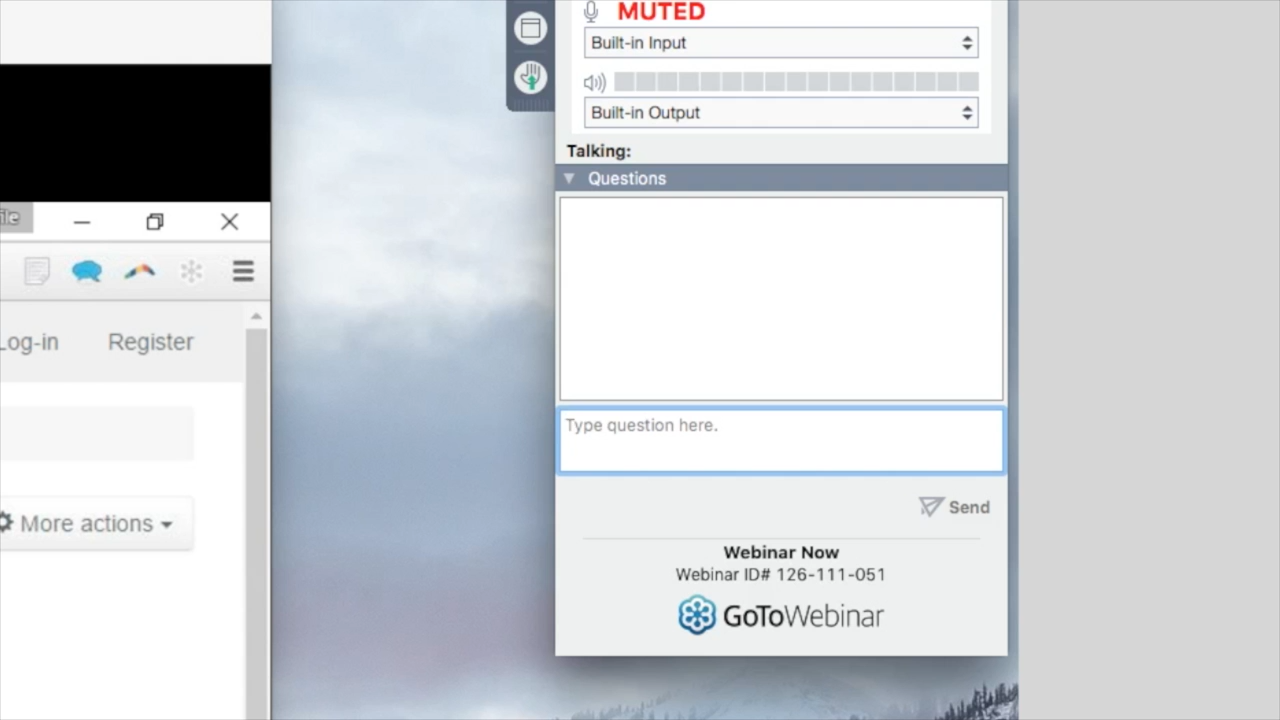 MUTED
Built-in Input
Built-in Output
Talking:
Questions
Type question here.
Send
Webinar Now
Webinar ID# 126-111-051
GoToWebinar
ile
Log-in Register
More actions